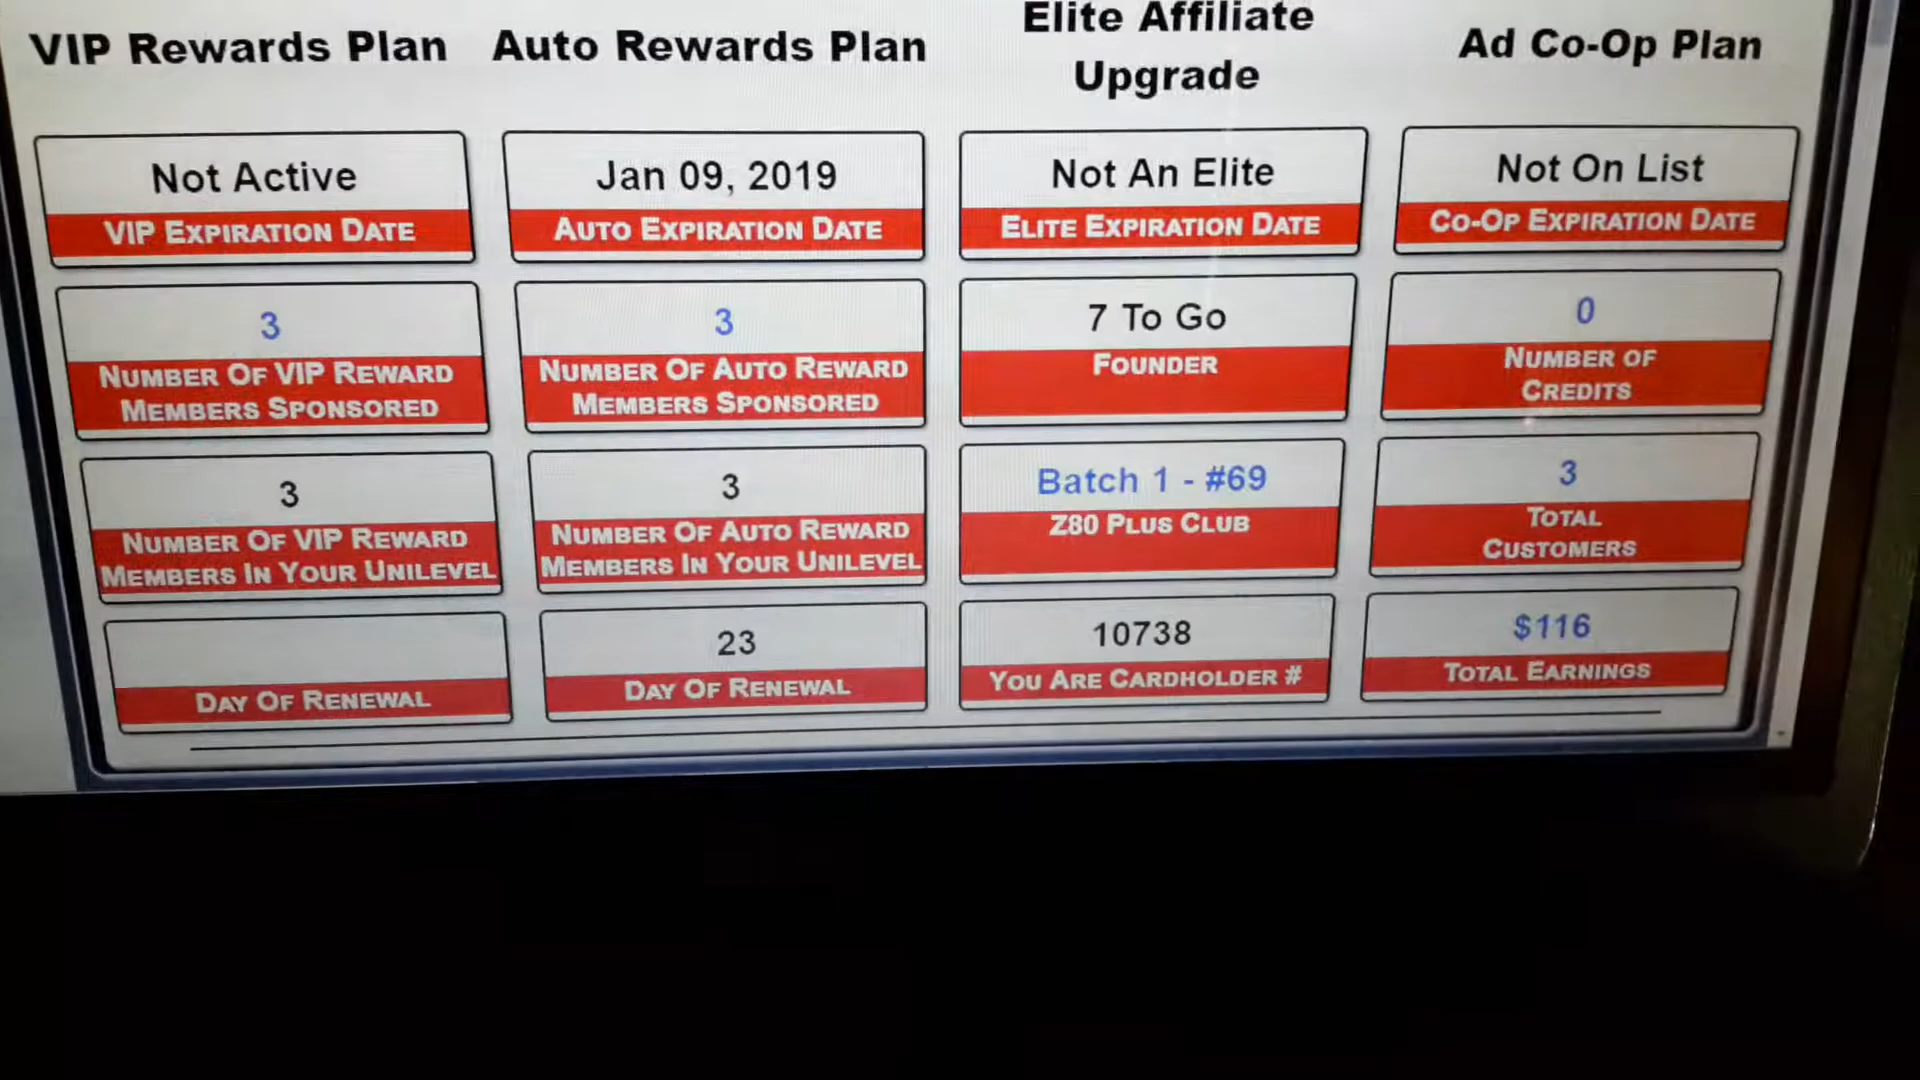 VIP Rewards Plan
Auto Rewards Plan
Elite Affiliate
Upgrade
Ad Co-Op Plan
Not Active
VIP EXPIRATION DATE
Jan 09, 2019
AUTO EXPIRATION DATE
Not An Elite
ELITE EXPIRATION DATE
Not On List
CO-OP EXPIRATION DATE
3
NUMBER OF VIP REWARD
MEMBERS SPONSORED
3
NUMBER OF AUTO REWARD
MEMBERS SPONSORED
7 To Go
FOUNDER
0
NUMBER OF
CREDITS
3
NUMBER OF VIP REWARD
MEMBERS IN YOUR UNILEVEL
3
NUMBER OF AUTO REWARD
MEMBERS IN YOUR UNILEVEL
Batch 1 - #69
Z80 PLUS CLUB
3
TOTAL
CUSTOMERS
DAY OF RENEWAL
23
DAY OF RENEWAL
10738
YOU ARE CARDHOLDER #
$116
TOTAL EARNINGS